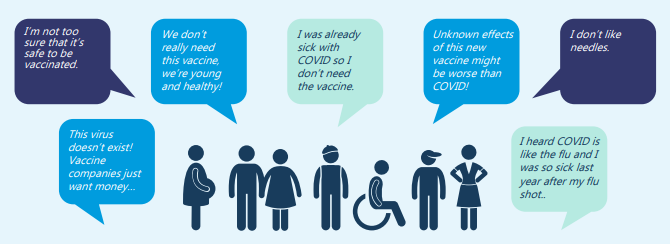 I'm not too
sure that it's
safe to be
vaccinated.
We don't
really need
this vaccine,
we're young
and healthy!
I was already
sick with
COVID so I
don't need
the vaccine.
Unknown effects
of this new
vaccine might
be worse than
COVID!
I don't like
needles.
This virus
doesn't exist!
Vaccine
companies just
want money...
I heard COVID is
like the flu and I
was so sick last
year after my flu
shot..